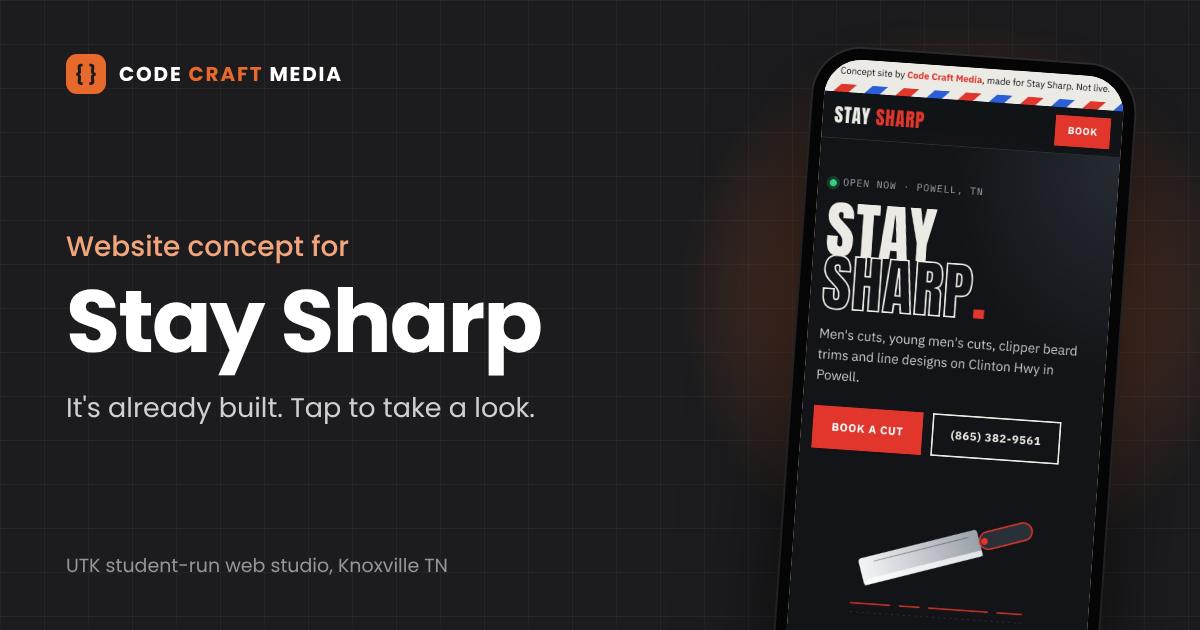 { } CODE CRAFT MEDIA
Website concept for
Stay Sharp
It's already built. Tap to take a look.
UTK student-run web studio, Knoxville TN
Concept site by Code Craft Media, made for Stay Sharp. Not live.
STAY SHARP
BOOK
OPEN NOW · POWELL, TN
STAY
SHARP.
Men's cuts, young men's cuts, clipper beard
trims and line designs on Clinton Hwy in
Powell.
BOOK A CUT
(865) 382-9561